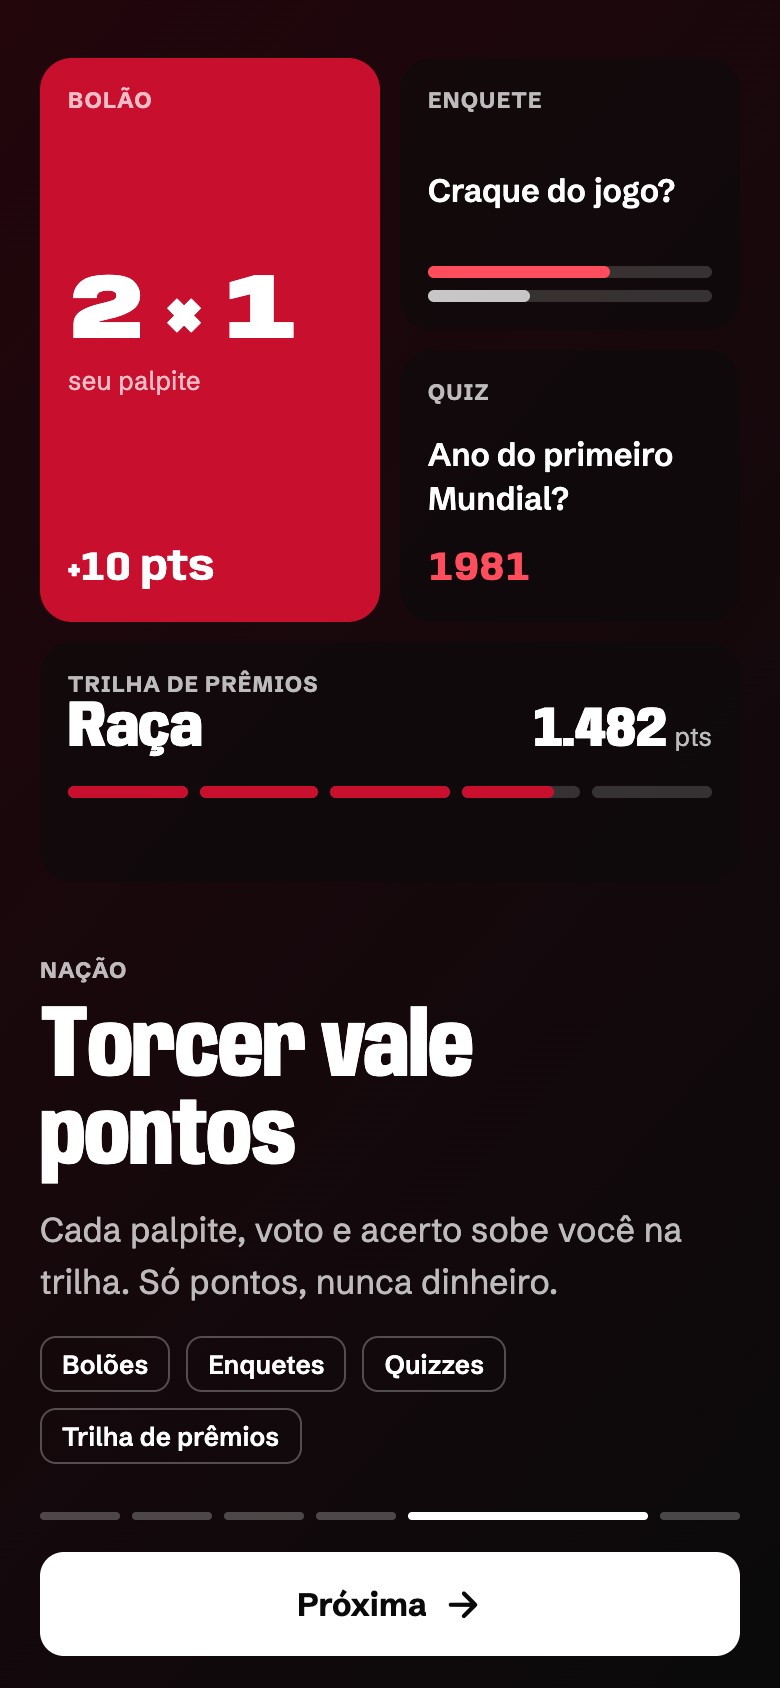 BOLÃO
2 × 1
seu palpite
+10 pts
ENQUETE
Craque do jogo?
QUIZ
Ano do primeiro
Mundial?
1981
TRILHA DE PRÊMIOS
Raça
1.482 pts
NAÇÃO
Torcer vale
pontos
Cada palpite, voto e acerto sobe você na
trilha. Só pontos, nunca dinheiro.
Bolões
Enquetes
Quizzes
Trilha de prêmios
Próxima →